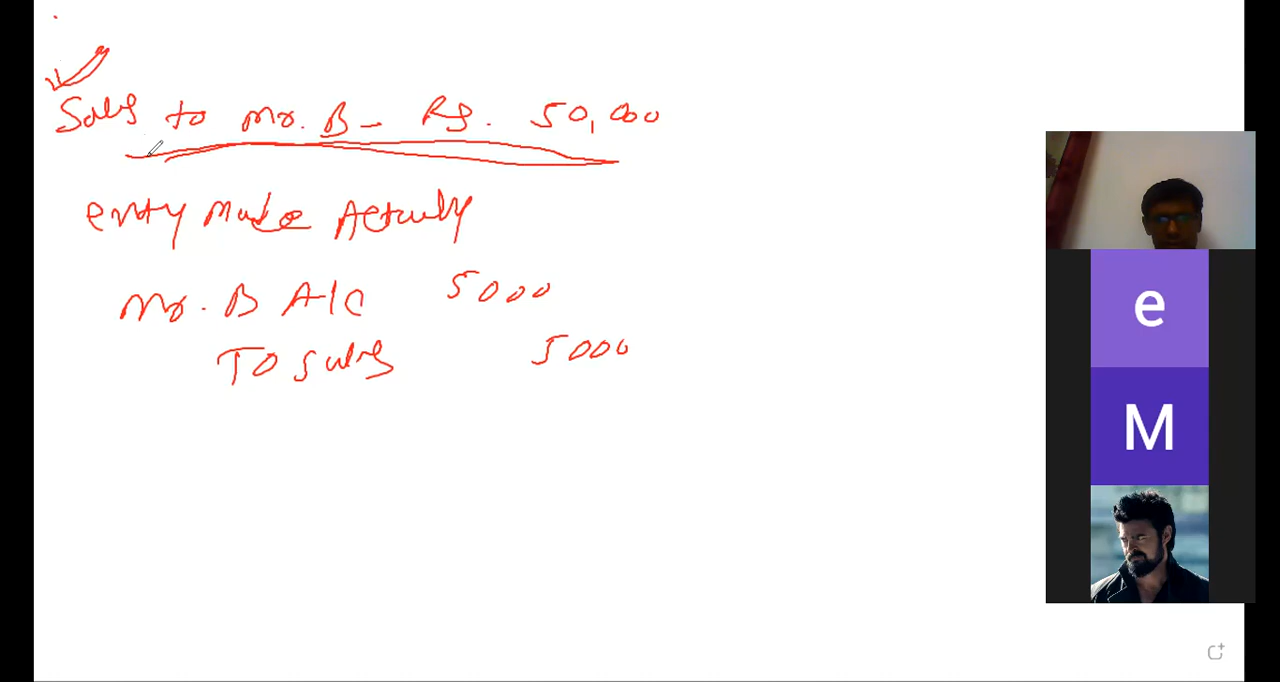 Sales to Mr. B - Rs. 50,000
entry Made Actually
Mr. B A/C 5000
To Sales 5000
e
M